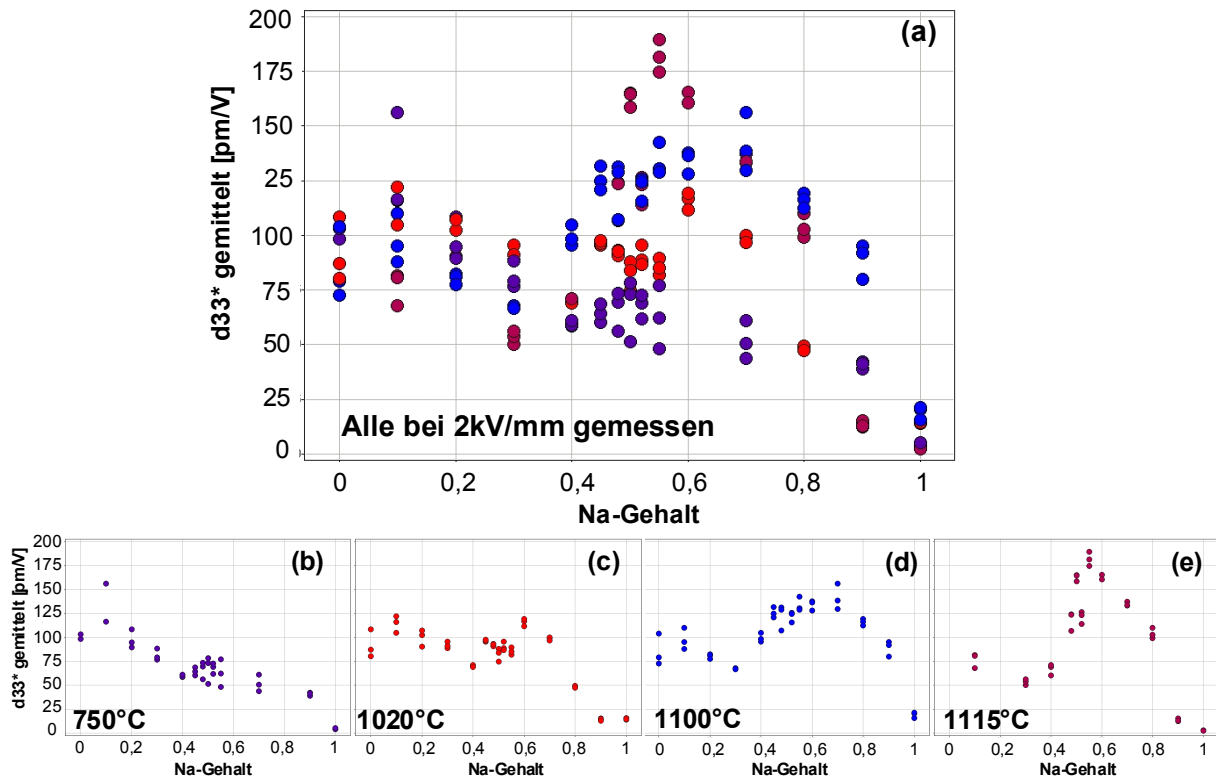 (a)
d33* gemittelt [pm/V]
200
175
150
25
100
75
50
25
0
Alle bei 2kV/mm gemessen
0 0,2 0,4 0,6 0,8 1
Na-Gehalt
d33* gemittelt [pm/V]
200
175
150
125
100
75
50
25
0
(b)
750°C
0 0,2 0,4 0,6 0,8 1
Na-Gehalt
(c)
1020°C
0 0,2 0,4 0,6 0,8 1
Na-Gehalt
(d)
1100°C
0 0,2 0,4 0,6 0,8 1
Na-Gehalt
(e)
1115°C
0 0,2 0,4 0,6 0,8 1
Na-Gehalt